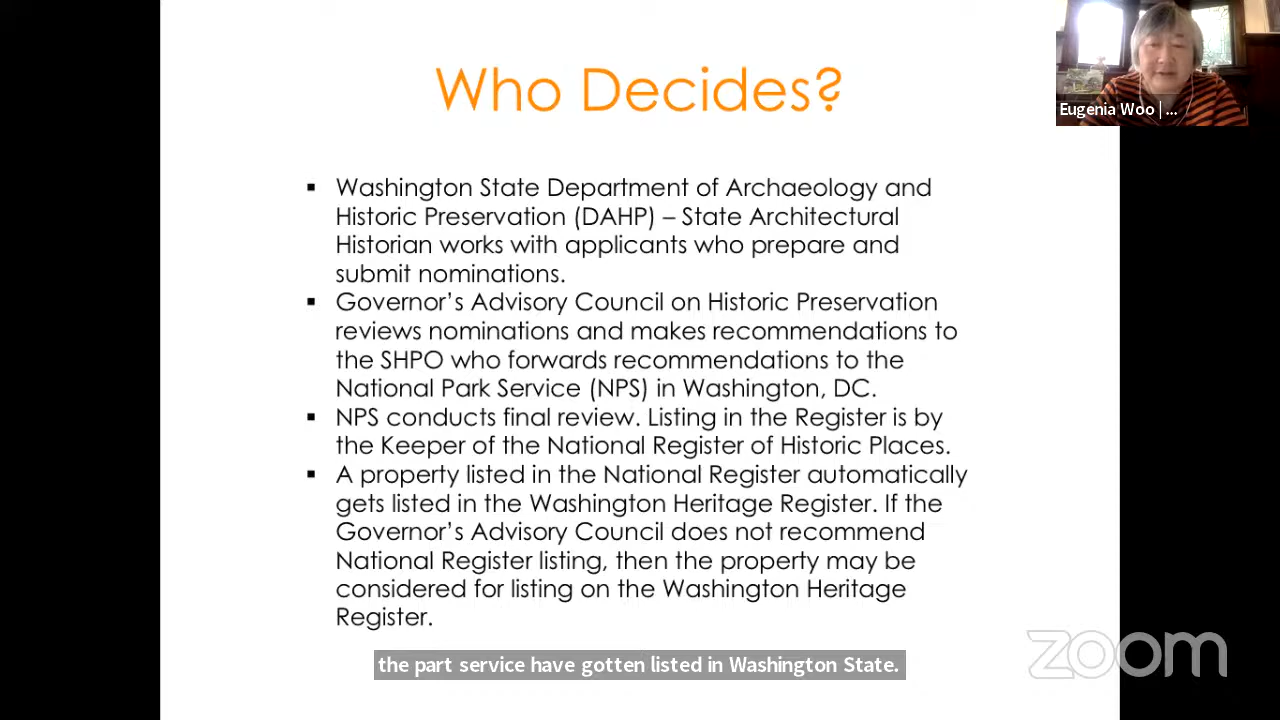 Who Decides?
Eugenia Woo | ...
▪ Washington State Department of Archaeology and
Historic Preservation (DAHP) – State Architectural
Historian works with applicants who prepare and
submit nominations.
▪ Governor’s Advisory Council on Historic Preservation
reviews nominations and makes recommendations to
the SHPO who forwards recommendations to the
National Park Service (NPS) in Washington, DC.
▪ NPS conducts final review. Listing in the Register is by
the Keeper of the National Register of Historic Places.
▪ A property listed in the National Register automatically
gets listed in the Washington Heritage Register. If the
Governor’s Advisory Council does not recommend
National Register listing, then the property may be
considered for listing on the Washington Heritage
Register.
the part service have gotten listed in Washington State.
zoom